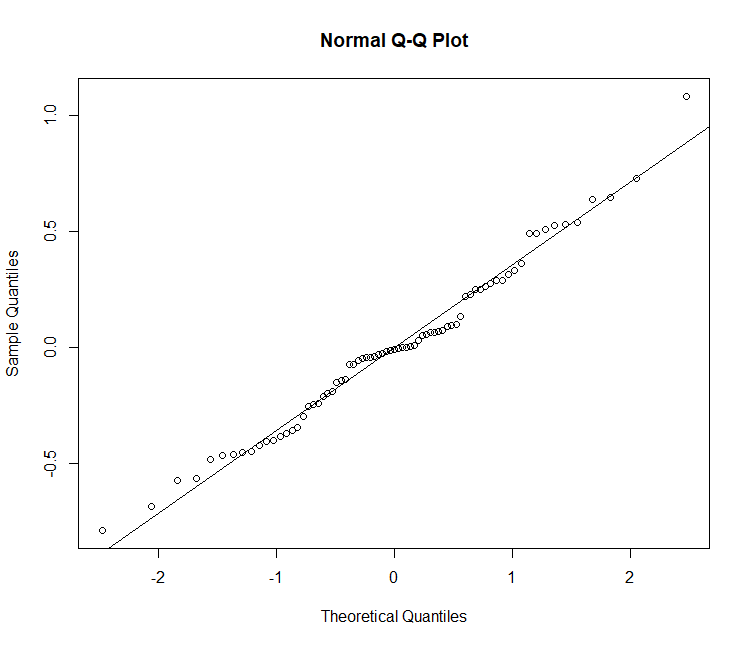 Normal Q-Q Plot
1.0
0.5
0.0
-0.5
Sample Quantiles
-2 -1 0 1 2
Theoretical Quantiles